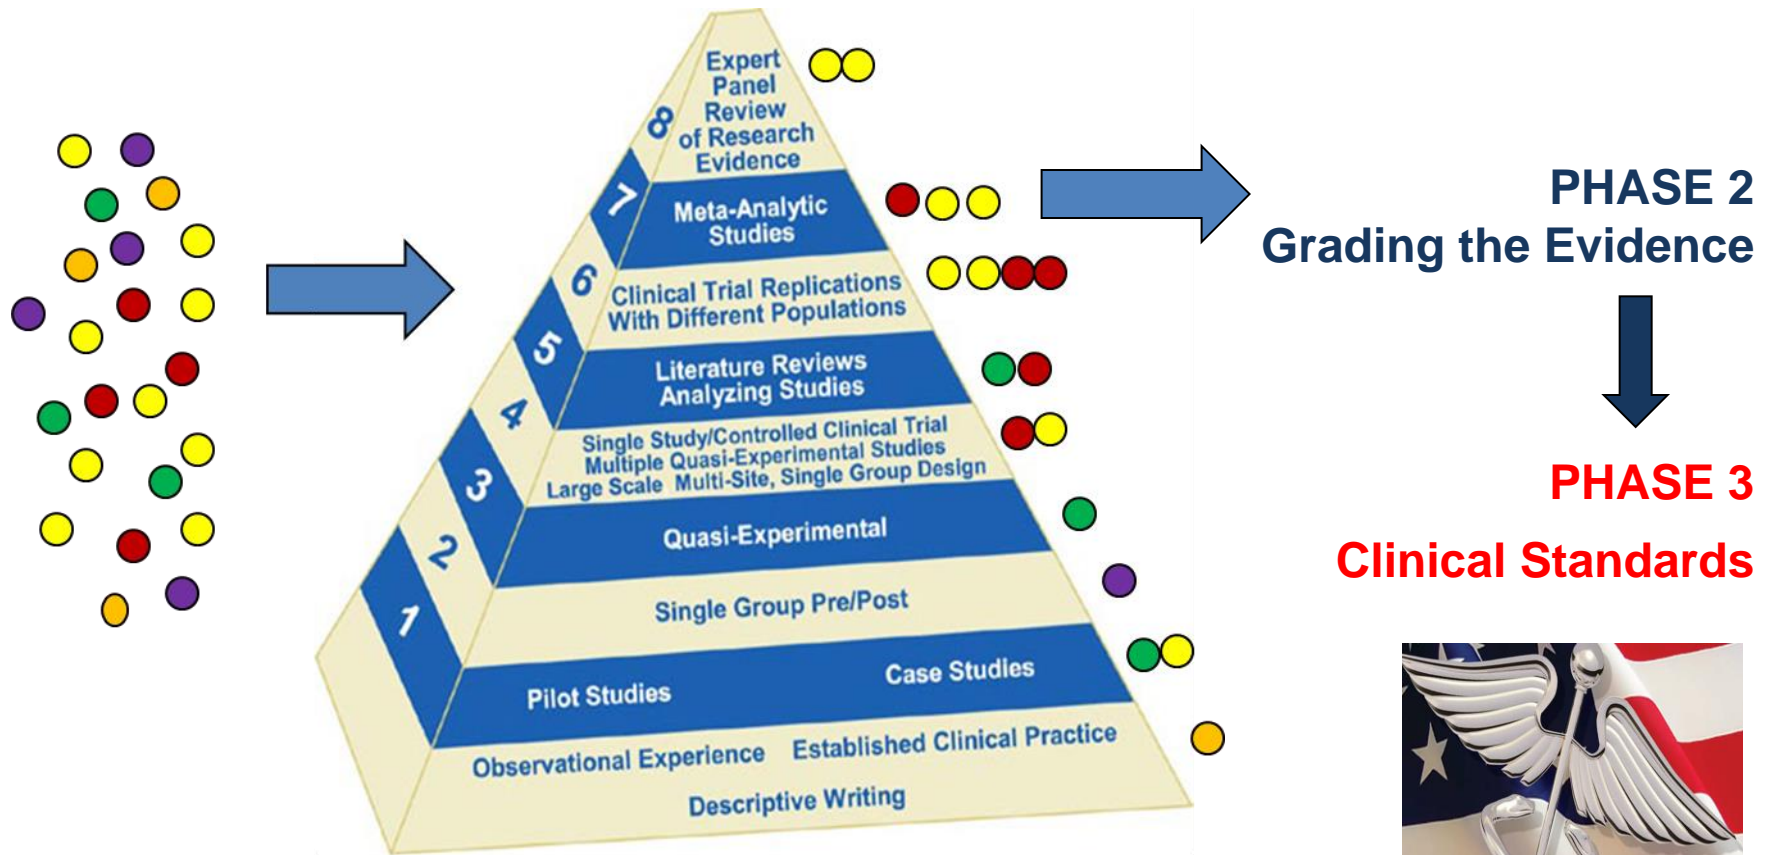 8
Expert
Panel
Review
of Research
Evidence
7
Meta-Analytic
Studies
6
Clinical Trial Replications
With Different Populations
5
Literature Reviews
Analyzing Studies
4
Single Study/Controlled Clinical Trial
Multiple Quasi-Experimental Studies
Large Scale Multi-Site, Single Group Design
3
Quasi-Experimental
2
Single Group Pre/Post
1
Pilot Studies
Case Studies
Observational Experience
Established Clinical Practice
Descriptive Writing
PHASE 2
Grading the Evidence
PHASE 3
Clinical Standards